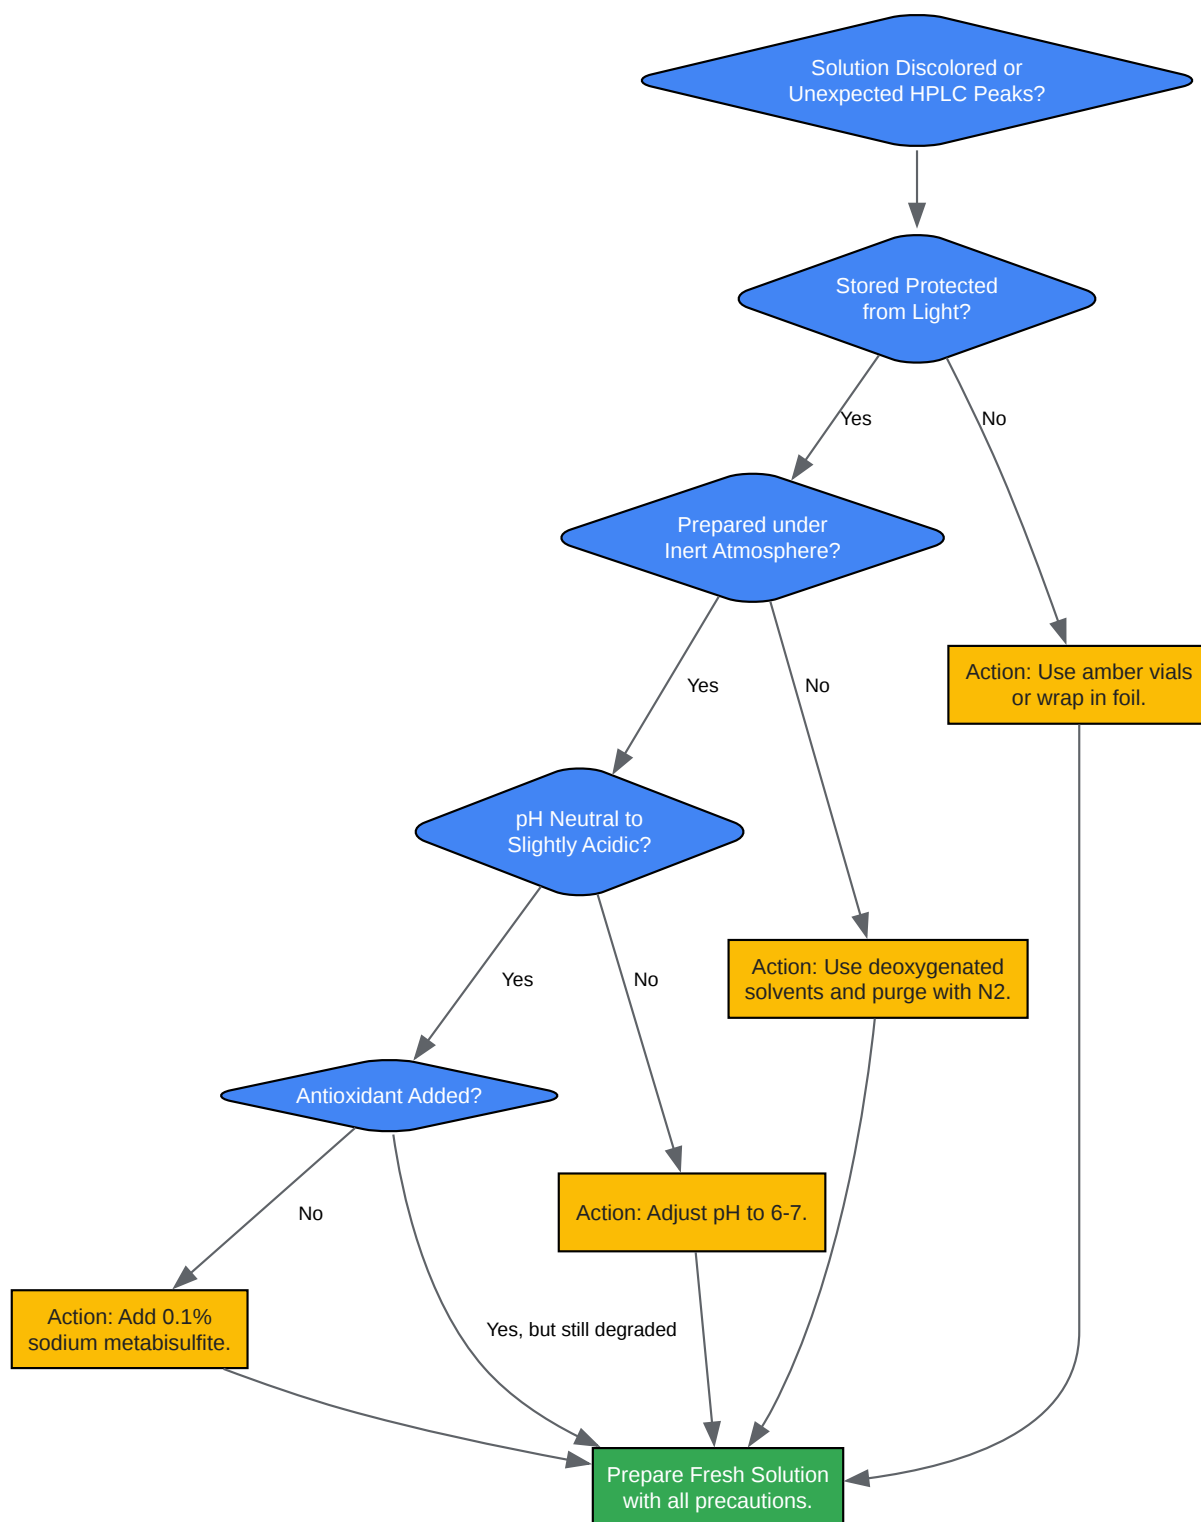 Solution Discolored or
Unexpected HPLC Peaks?
Stored Protected
from Light?
Yes
No
Prepared under
Inert Atmosphere?
Yes
No
Action: Use amber vials
or wrap in foil.
pH Neutral to
Slightly Acidic?
Yes
No
Action: Use deoxygenated
solvents and purge with N2.
Antioxidant Added?
No
Yes, but still degraded
Action: Adjust pH to 6-7.
Action: Add 0.1%
sodium metabisulfite.
Prepare Fresh Solution
with all precautions.